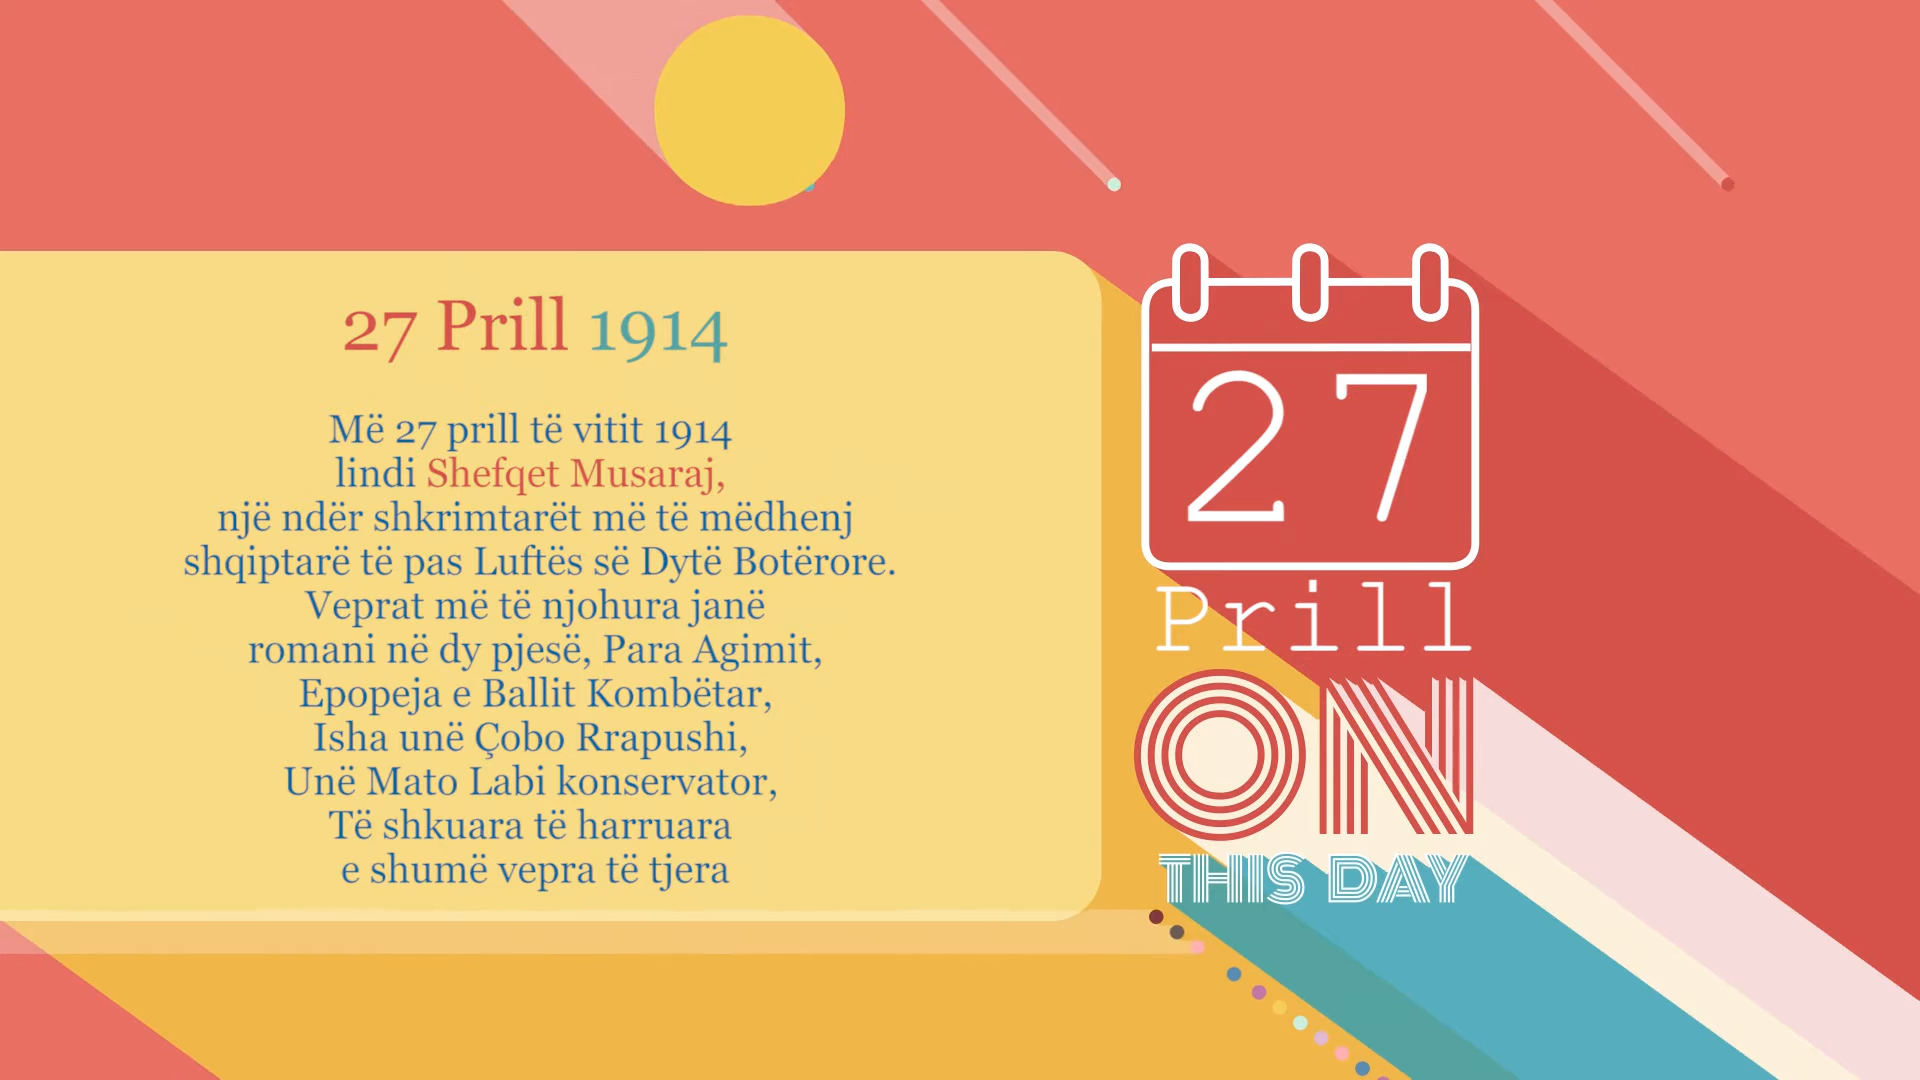 27 Prill 1914
Më 27 prill të vitit 1914
lindi Shefqet Musaraj,
një ndër shkrimtarët më të mëdhenj
shqiptarë të pas Luftës së Dytë Botërore.
Veprat më të njohura janë
romani në dy pjesë, Para Agimit,
Epopeja e Ballit Kombëtar,
Isha unë Çobo Rrapushi,
Unë Mato Labi konservator,
Të shkuara të harruara
e shumë vepra të tjera
27
Prill
ON
THIS DAY